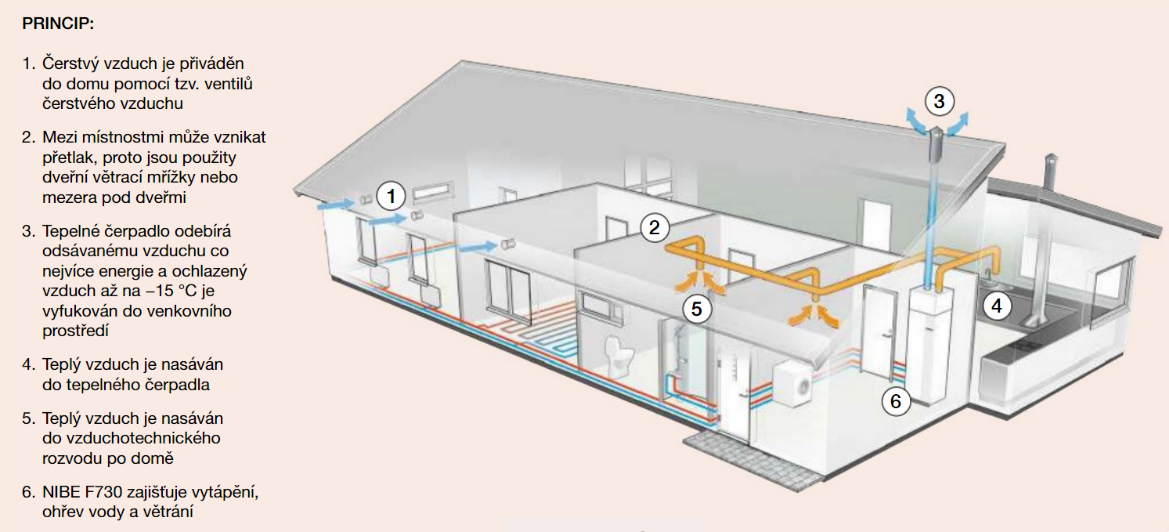 PRINCIP:
1. Čerstvý vzduch je přiváděn
do domu pomocí tzv. ventilů
čerstvého vzduchu
2. Mezi místnostmi může vznikat
přetlak, proto jsou použity
dveřní větrací mřížky nebo
mezera pod dveřmi
3. Tepelné čerpadlo odebírá
odsávanému vzduchu co
nejvíce energie a ochlazený
vzduch až na –15 °C je
vyfukován do venkovního
prostředí
4. Teplý vzduch je nasáván
do tepelného čerpadla
5. Teplý vzduch je nasáván
do vzduchotechnického
rozvodu po domě
6. NIBE F730 zajišťuje vytápění,
ohřev vody a větrání
3
1
2
4
5
6